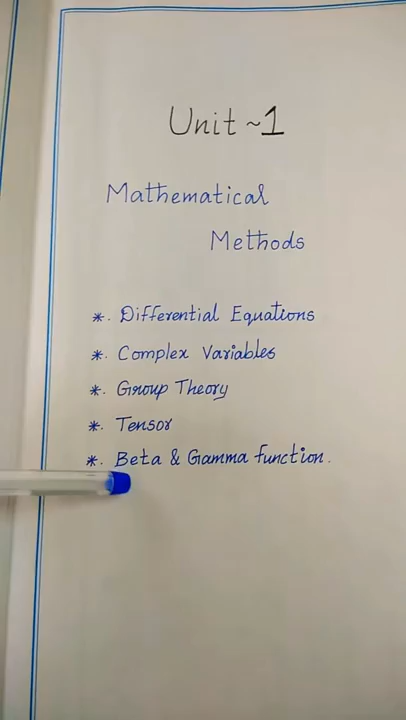 Unit ~1
Mathematical
Methods
*. Differential Equations
*. Complex Variables
*. Group Theory
*. Tensor
*. Beta & Gamma function.